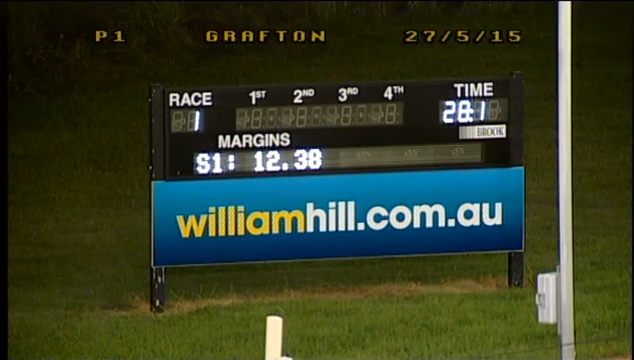 P1 GRAFTON 27/5/15
RACE 1ST 2ND 3RD 4TH TIME
1 28.1
BROOK
MARGINS
S1: 12.38
williamhill.com.au